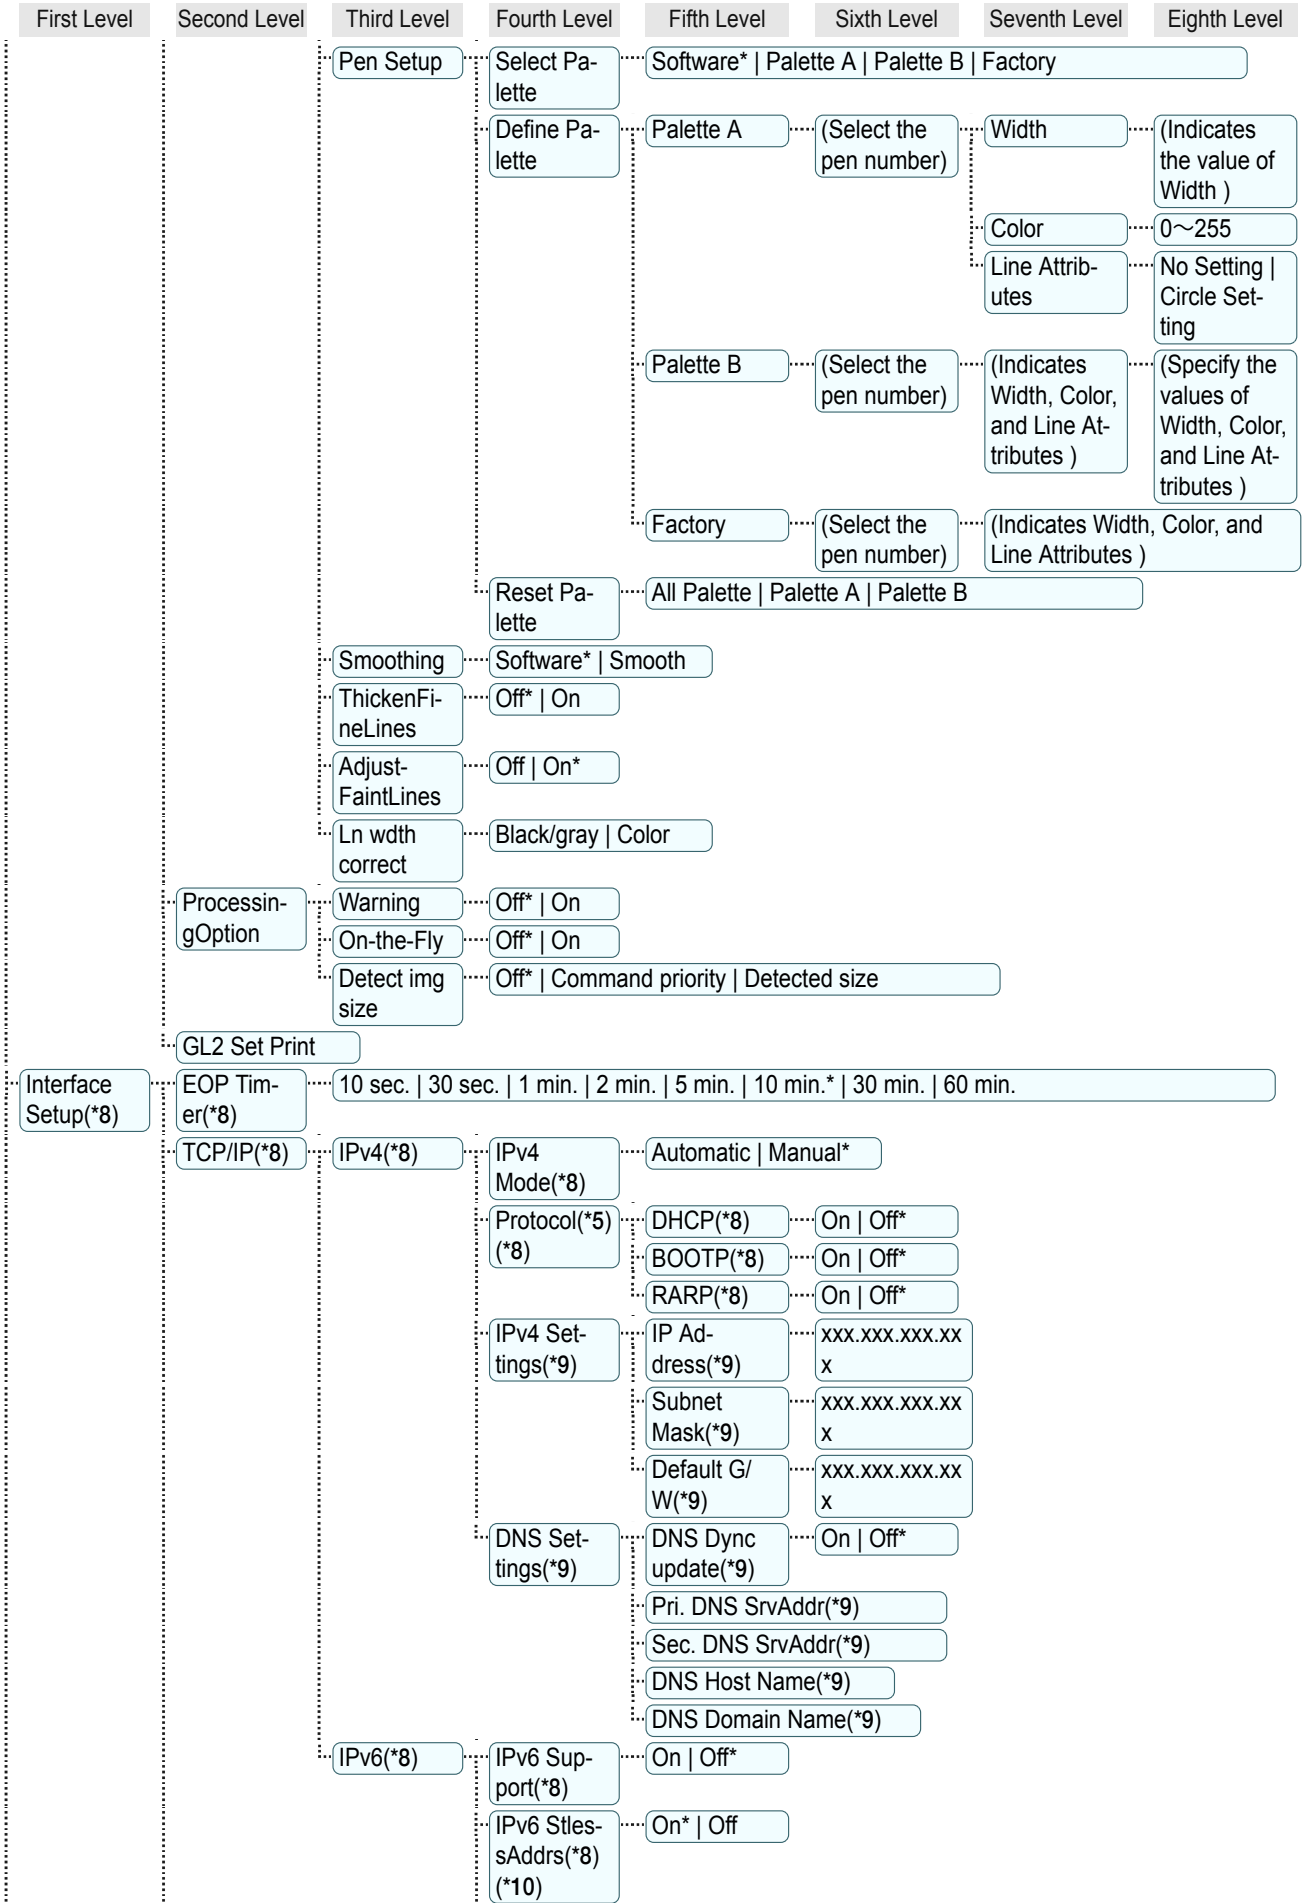 First Level Second Level Third Level Fourth Level Fifth Level Sixth Level Seventh Level Eighth Level
Pen Setup Select Pa- Software* | Palette A | Palette B | Factory
lette
Define Pa- Palette A (Select the Width (Indicates
lette pen number) the value of
Width )
Color 0〜255
Line Attrib- No Setting |
utes Circle Set-
ting
Palette B (Select the (Indicates (Specify the
pen number) Width, Color, values of
and Line At- Width, Color,
tributes ) and Line At-
tributes )
Factory (Select the (Indicates Width, Color, and
pen number) Line Attributes )
Reset Pa- All Palette | Palette A | Palette B
lette
Smoothing Software* | Smooth
ThickenFi- Off* | On
neLines
Adjust- Off | On*
FaintLines
Ln wdth Black/gray | Color
correct
Processin- Warning Off* | On
gOption
On-the-Fly Off* | On
Detect img Off* | Command priority | Detected size
size
GL2 Set Print
Interface EOP Tim- 10 sec. | 30 sec. | 1 min. | 2 min. | 5 min. | 10 min.* | 30 min. | 60 min.
Setup(*8) er(*8)
TCP/IP(*8) IPv4(*8) IPv4 Automatic | Manual*
Mode(*8)
Protocol(*5) DHCP(*8) On | Off*
(*8)
BOOTP(*8) On | Off*
RARP(*8) On | Off*
IPv4 Set- IP Ad- xxx.xxx.xxx.xx
tings(*9) dress(*9) x
Subnet xxx.xxx.xxx.xx
Mask(*9) x
Default G/ xxx.xxx.xxx.xx
W(*9) x
DNS Set- DNS Dync On | Off*
tings(*9) update(*9)
Pri. DNS SrvAddr(*9)
Sec. DNS SrvAddr(*9)
DNS Host Name(*9)
DNS Domain Name(*9)
IPv6(*8) IPv6 Sup- On | Off*
port(*8)
IPv6 Stles- On* | Off
sAddrs(*8)
(*10)